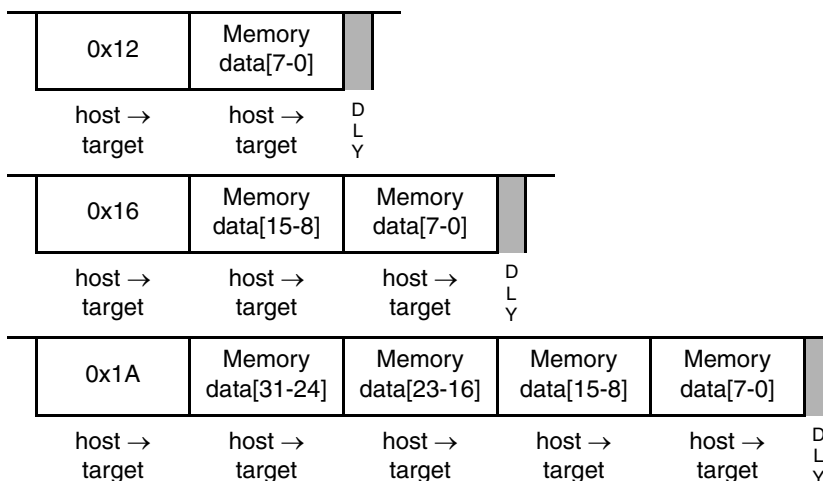 0x12 Memory data[7-0]
host → target host → target D L Y
0x16 Memory data[15-8] Memory data[7-0]
host → target host → target host → target D L Y
0x1A Memory data[31-24] Memory data[23-16] Memory data[15-8] Memory data[7-0]
host → target host → target host → target host → target host → target D L Y